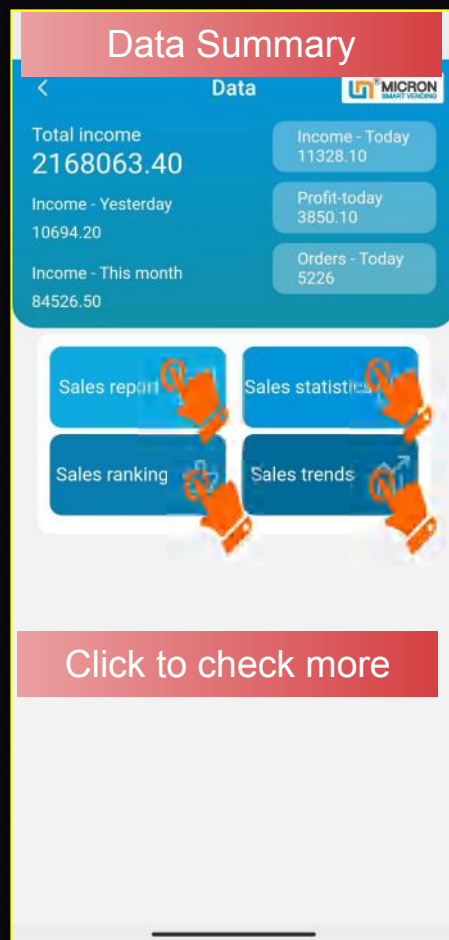 Data Summary
Data
MICRON
SMART VENDING
Total income
2168063.40
Income - Yesterday
10694.20
Income - This month
84526.50
Income - Today
11328.10
Profit-today
3850.10
Orders - Today
5226
Sales report
Sales statistics
Sales ranking
Sales trends
Click to check more